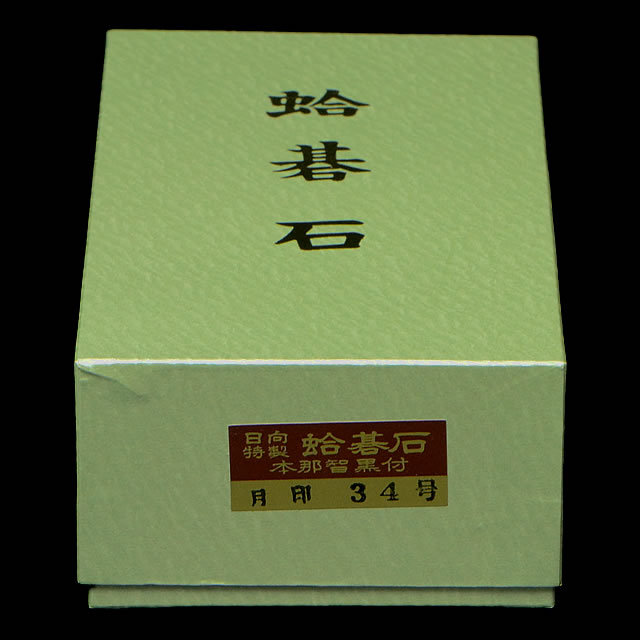 蛤碁石
日向特製 蛤碁石
本那智黒付
月印 34号